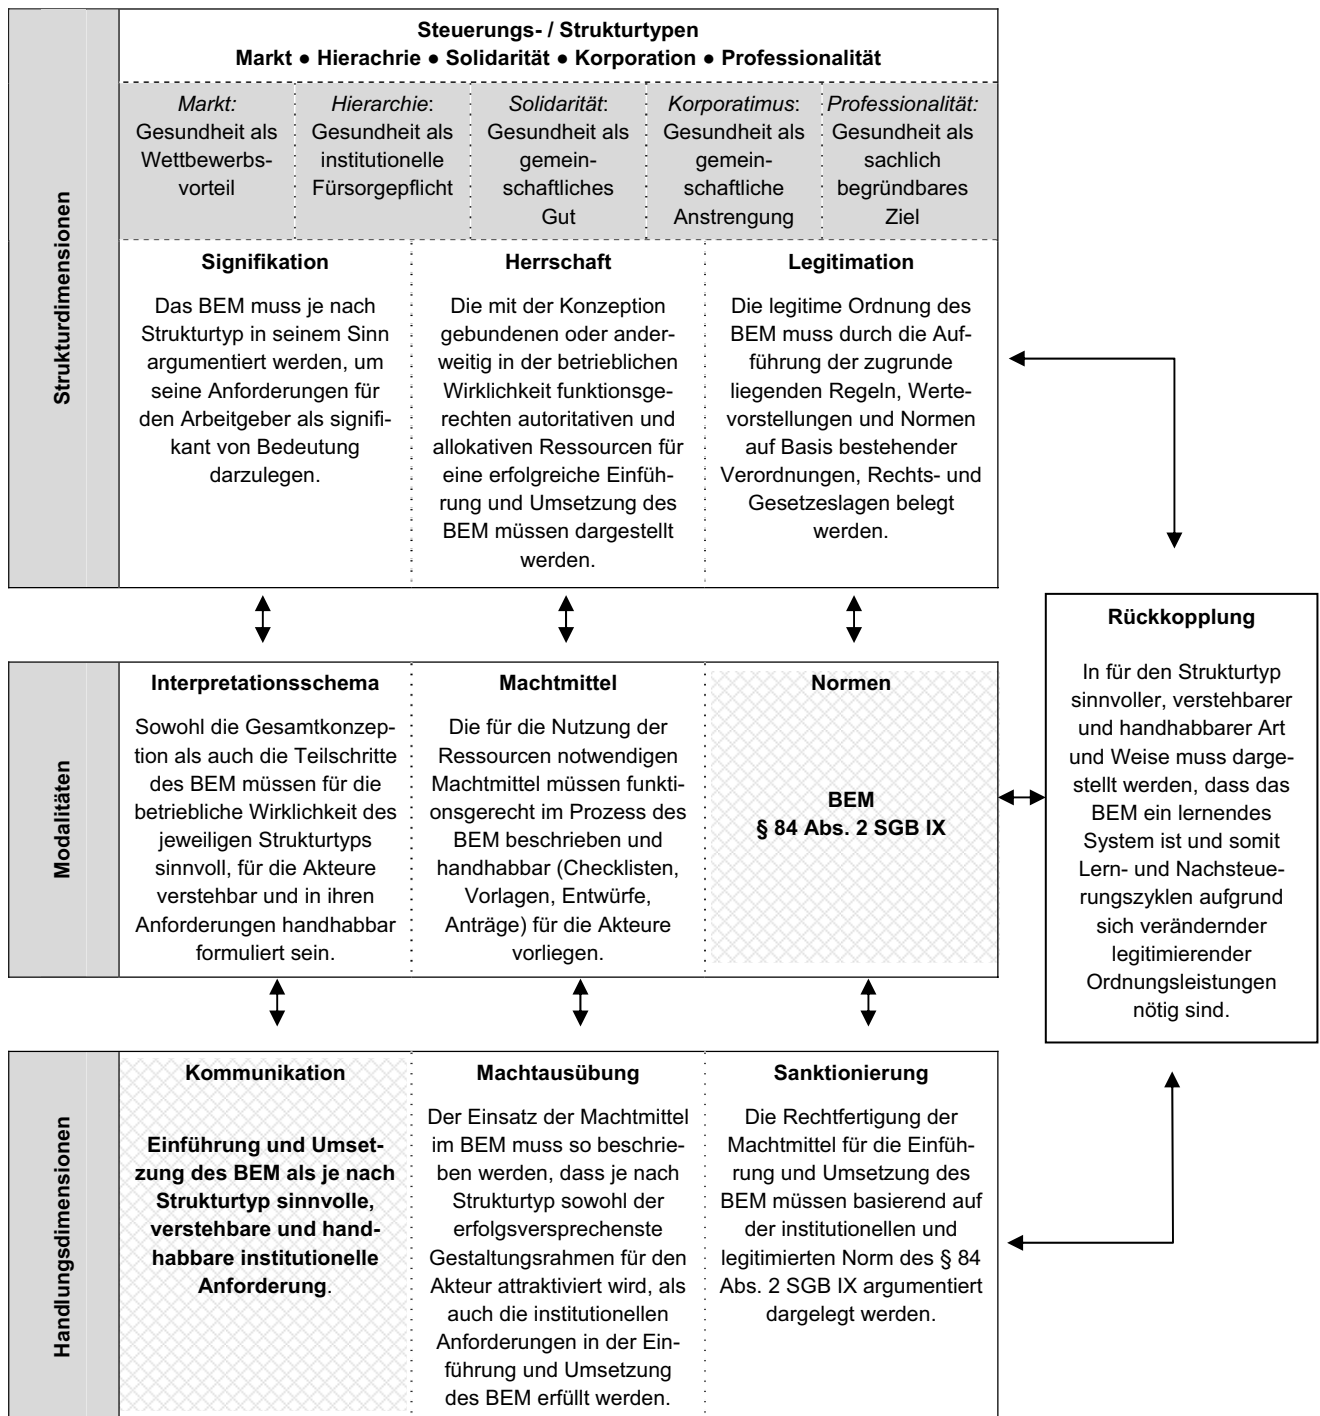 Steuerungs- / Strukturtypen
Markt ● Hierachrie ● Solidarität ● Korporation ● Professionalität
Strukturdimensionen
Markt:
Gesundheit als
Wettbewerbs-
vorteil
Hierarchie:
Gesundheit als
institutionelle
Fürsorgepflicht
Solidarität:
Gesundheit als
gemein-
schaftliches
Gut
Korporatimus:
Gesundheit als
gemein-
schaftliche
Anstrengung
Professionalität:
Gesundheit als
sachlich
begründbares
Ziel
Signifikation
Das BEM muss je nach
Strukturtyp in seinem Sinn
argumentiert werden, um
seine Anforderungen für
den Arbeitgeber als signifi-
kant von Bedeutung
darzulegen.
Herrschaft
Die mit der Konzeption
gebundenen oder ander-
weitig in der betrieblichen
Wirklichkeit funktionsge-
rechten autoritativen und
allokativen Ressourcen für
eine erfolgreiche Einfüh-
rung und Umsetzung des
BEM müssen dargestellt
werden.
Legitimation
Die legitime Ordnung des
BEM muss durch die Auf-
führung der zugrunde
liegenden Regeln, Werte-
vorstellungen und Normen
auf Basis bestehender
Verordnungen, Rechts- und
Gesetzeslagen belegt
werden.
Modalitäten
Interpretationsschema
Sowohl die Gesamtkonzep-
tion als auch die Teilschritte
des BEM müssen für die
betriebliche Wirklichkeit des
jeweiligen Strukturtyps
sinnvoll, für die Akteure
verstehbar und in ihren
Anforderungen handhabbar
formuliert sein.
Machtmittel
Die für die Nutzung der
Ressourcen notwendigen
Machtmittel müssen funkti-
onsgerecht im Prozess des
BEM beschrieben und
handhabbar (Checklisten,
Vorlagen, Entwürfe,
Anträge) für die Akteure
vorliegen.
Normen
BEM
§ 84 Abs. 2 SGB IX
Rückkopplung
In für den Strukturtyp
sinnvoller, verstehbarer
und handhabbarer Art
und Weise muss darge-
stellt werden, dass das
BEM ein lernendes
System ist und somit
Lern- und Nachsteue-
rungszyklen aufgrund
sich verändernder
legitimierender
Ordnungsleistungen
nötig sind.
Handlungsdimensionen
Kommunikation
Einführung und Umset-
zung des BEM als je nach
Strukturtyp sinnvolle,
verstehbare und hand-
habbare institutionelle
Anforderung.
Machtausübung
Der Einsatz der Machtmittel
im BEM muss so beschrie-
ben werden, dass je nach
Strukturtyp sowohl der
erfolgsversprechenste
Gestaltungsrahmen für den
Akteur attraktiviert wird, als
auch die institutionellen
Anforderungen in der Ein-
führung und Umsetzung
des BEM erfüllt werden.
Sanktionierung
Die Rechtfertigung der
Machtmittel für die Einfüh-
rung und Umsetzung des
BEM müssen basierend auf
der institutionellen und
legitimierten Norm des § 84
Abs. 2 SGB IX argumentiert
dargelegt werden.